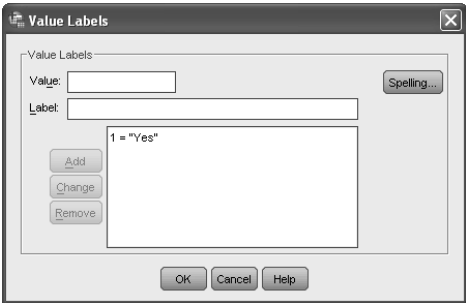 Value Labels
Value Labels
Value:
Spelling...
Label:
1 = "Yes"
Add
Change
Remove
OK Cancel Help